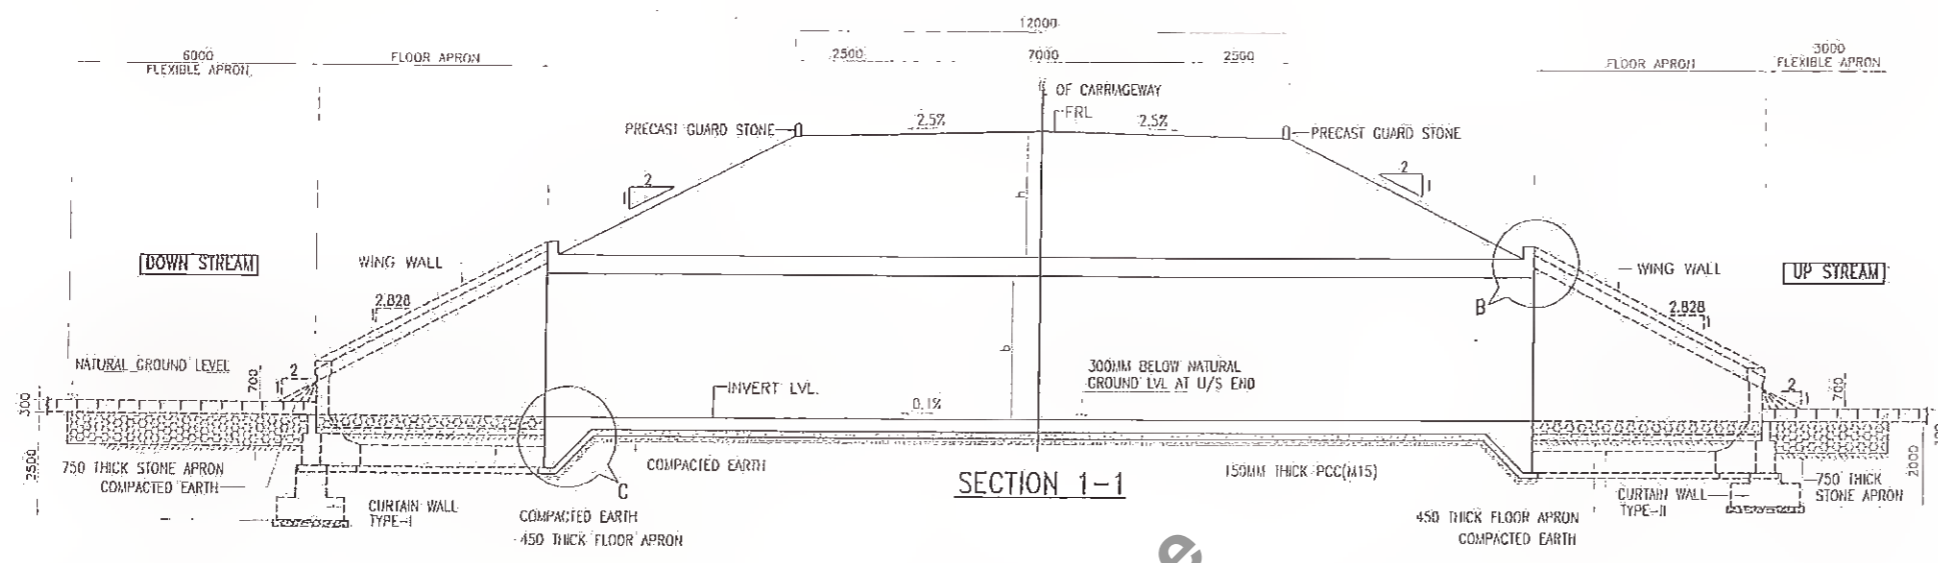 12000
6000
FLEXIBLE APRON
FLOOR APRON
2500
7000
2500
FLOOR APRON
3000
FLEXIBLE APRON
℄ OF CARRIAGEWAY
FRL
PRECAST GUARD STONE
2.5%
2.5%
PRECAST GUARD STONE
2
1
2
1
h
DOWN STREAM
WING WALL
WING WALL
UP STREAM
2.828
1
B
2.828
1
b
NATURAL GROUND LEVEL
700
2
1
300MM BELOW NATURAL
GROUND LVL AT U/S END
INVERT LVL.
0.1%
2
1
700
300
2500
750 THICK STONE APRON
COMPACTED EARTH
COMPACTED EARTH
C
SECTION 1-1
150MM THICK PCC(M15)
2000
750 THICK
STONE APRON
CURTAIN WALL
TYPE-I
CURTAIN WALL
TYPE-II
COMPACTED EARTH
450 THICK FLOOR APRON
450 THICK FLOOR APRON
COMPACTED EARTH
e